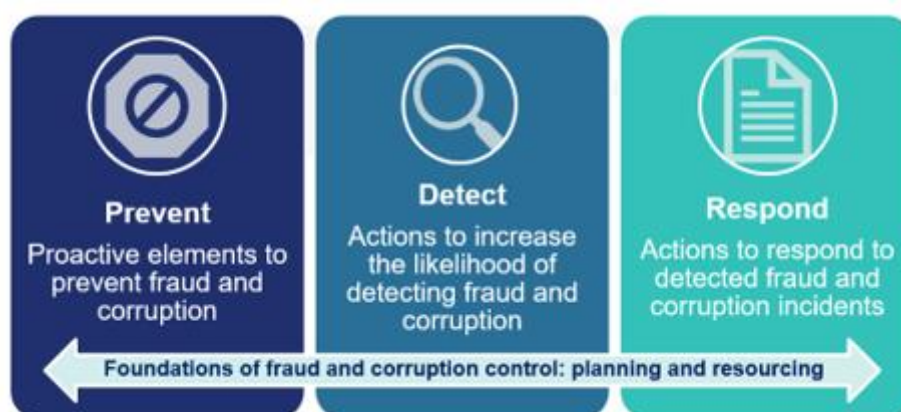 Prevent
Proactive elements to
prevent fraud and
corruption
Detect
Actions to increase
the likelihood of
detecting fraud and
corruption
Respond
Actions to respond to
detected fraud and
corruption incidents
Foundations of fraud and corruption control: planning and resourcing